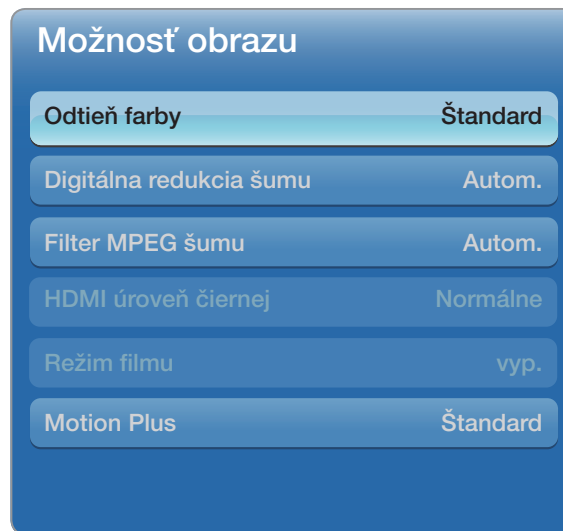 Možnosť obrazu
Odtieň farby Štandard
Digitálna redukcia šumu Autom.
Filter MPEG šumu Autom.
HDMI úroveň čiernej Normálne
Režim filmu vyp.
Motion Plus Štandard